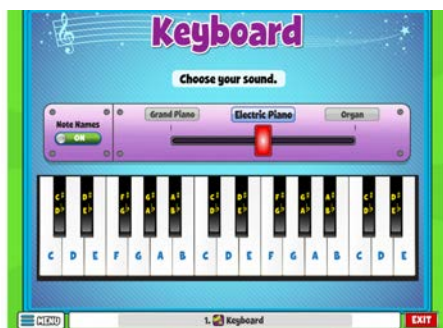 Keyboard
Choose your sound.
Grand Piano Electric Piano Organ
Note Names
ON
C♯ D♯ F♯ G♯ A♯ C♯ D♯ F♯ G♯ A♯ C♯ D♯
D♭ E♭ G♭ A♭ B♭ D♭ E♭ G♭ A♭ B♭ D♭ E♭
C D E F G A B C D E F G A B C D E
MENU 1. Keyboard EXIT